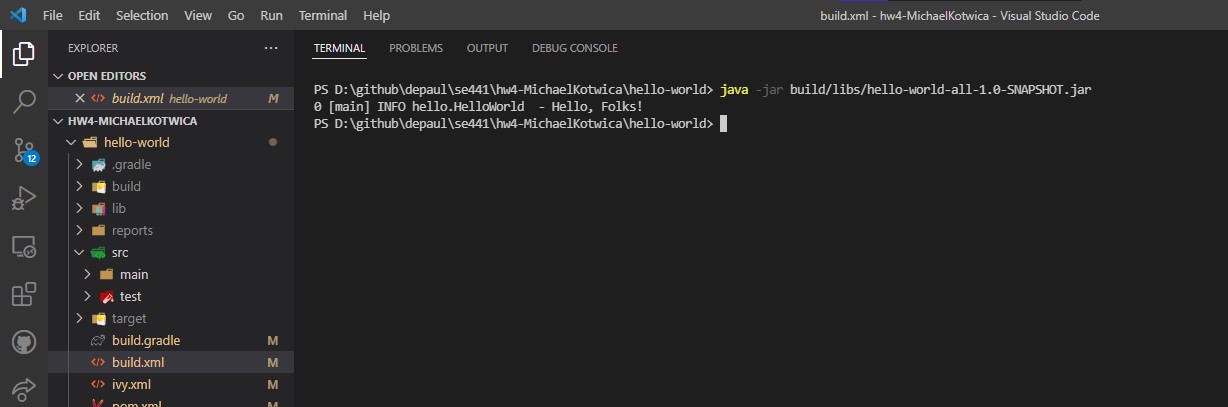 File Edit Selection View Go Run Terminal Help
build.xml - hw4-MichaelKotwica - Visual Studio Code
EXPLORER
TERMINAL PROBLEMS OUTPUT DEBUG CONSOLE
OPEN EDITORS
build.xml hello-world M
HW4-MICHAELKOTWICA
hello-world
.gradle
12
build
lib
reports
src
main
test
target
build.gradle M
build.xml M
ivy.xml M
pom.xml M
PS D:\github\depaul\se441\hw4-MichaelKotwica\hello-world> java -jar build/libs/hello-world-all-1.0-SNAPSHOT.jar
0 [main] INFO hello.HelloWorld  - Hello, Folks!
PS D:\github\depaul\se441\hw4-MichaelKotwica\hello-world>